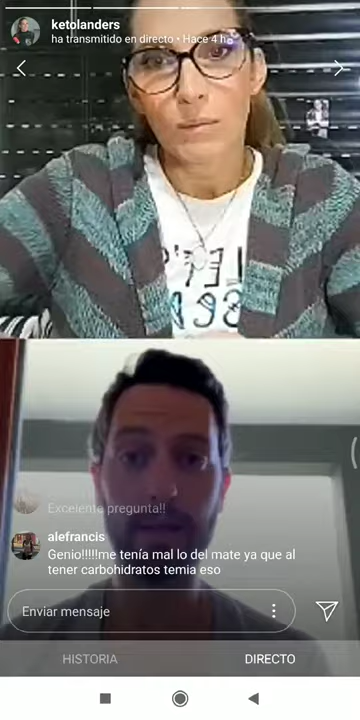 ketolanders
ha transmitido en directo • Hace 4 h
Excelente pregunta!!
alefrancis
Genio!!!!!me tenía mal lo del mate ya que al
tener carbohidratos temia eso
Enviar mensaje
HISTORIA
DIRECTO